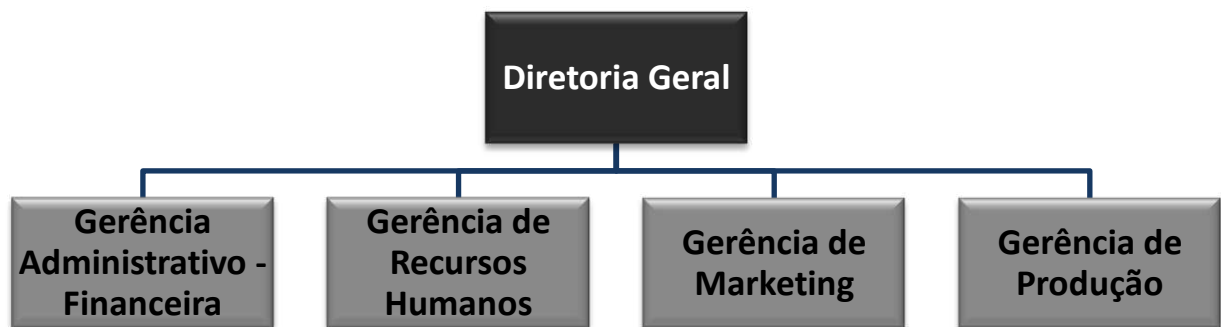 Diretoria Geral
Gerência
Administrativo -
Financeira
Gerência de
Recursos
Humanos
Gerência de
Marketing
Gerência de
Produção